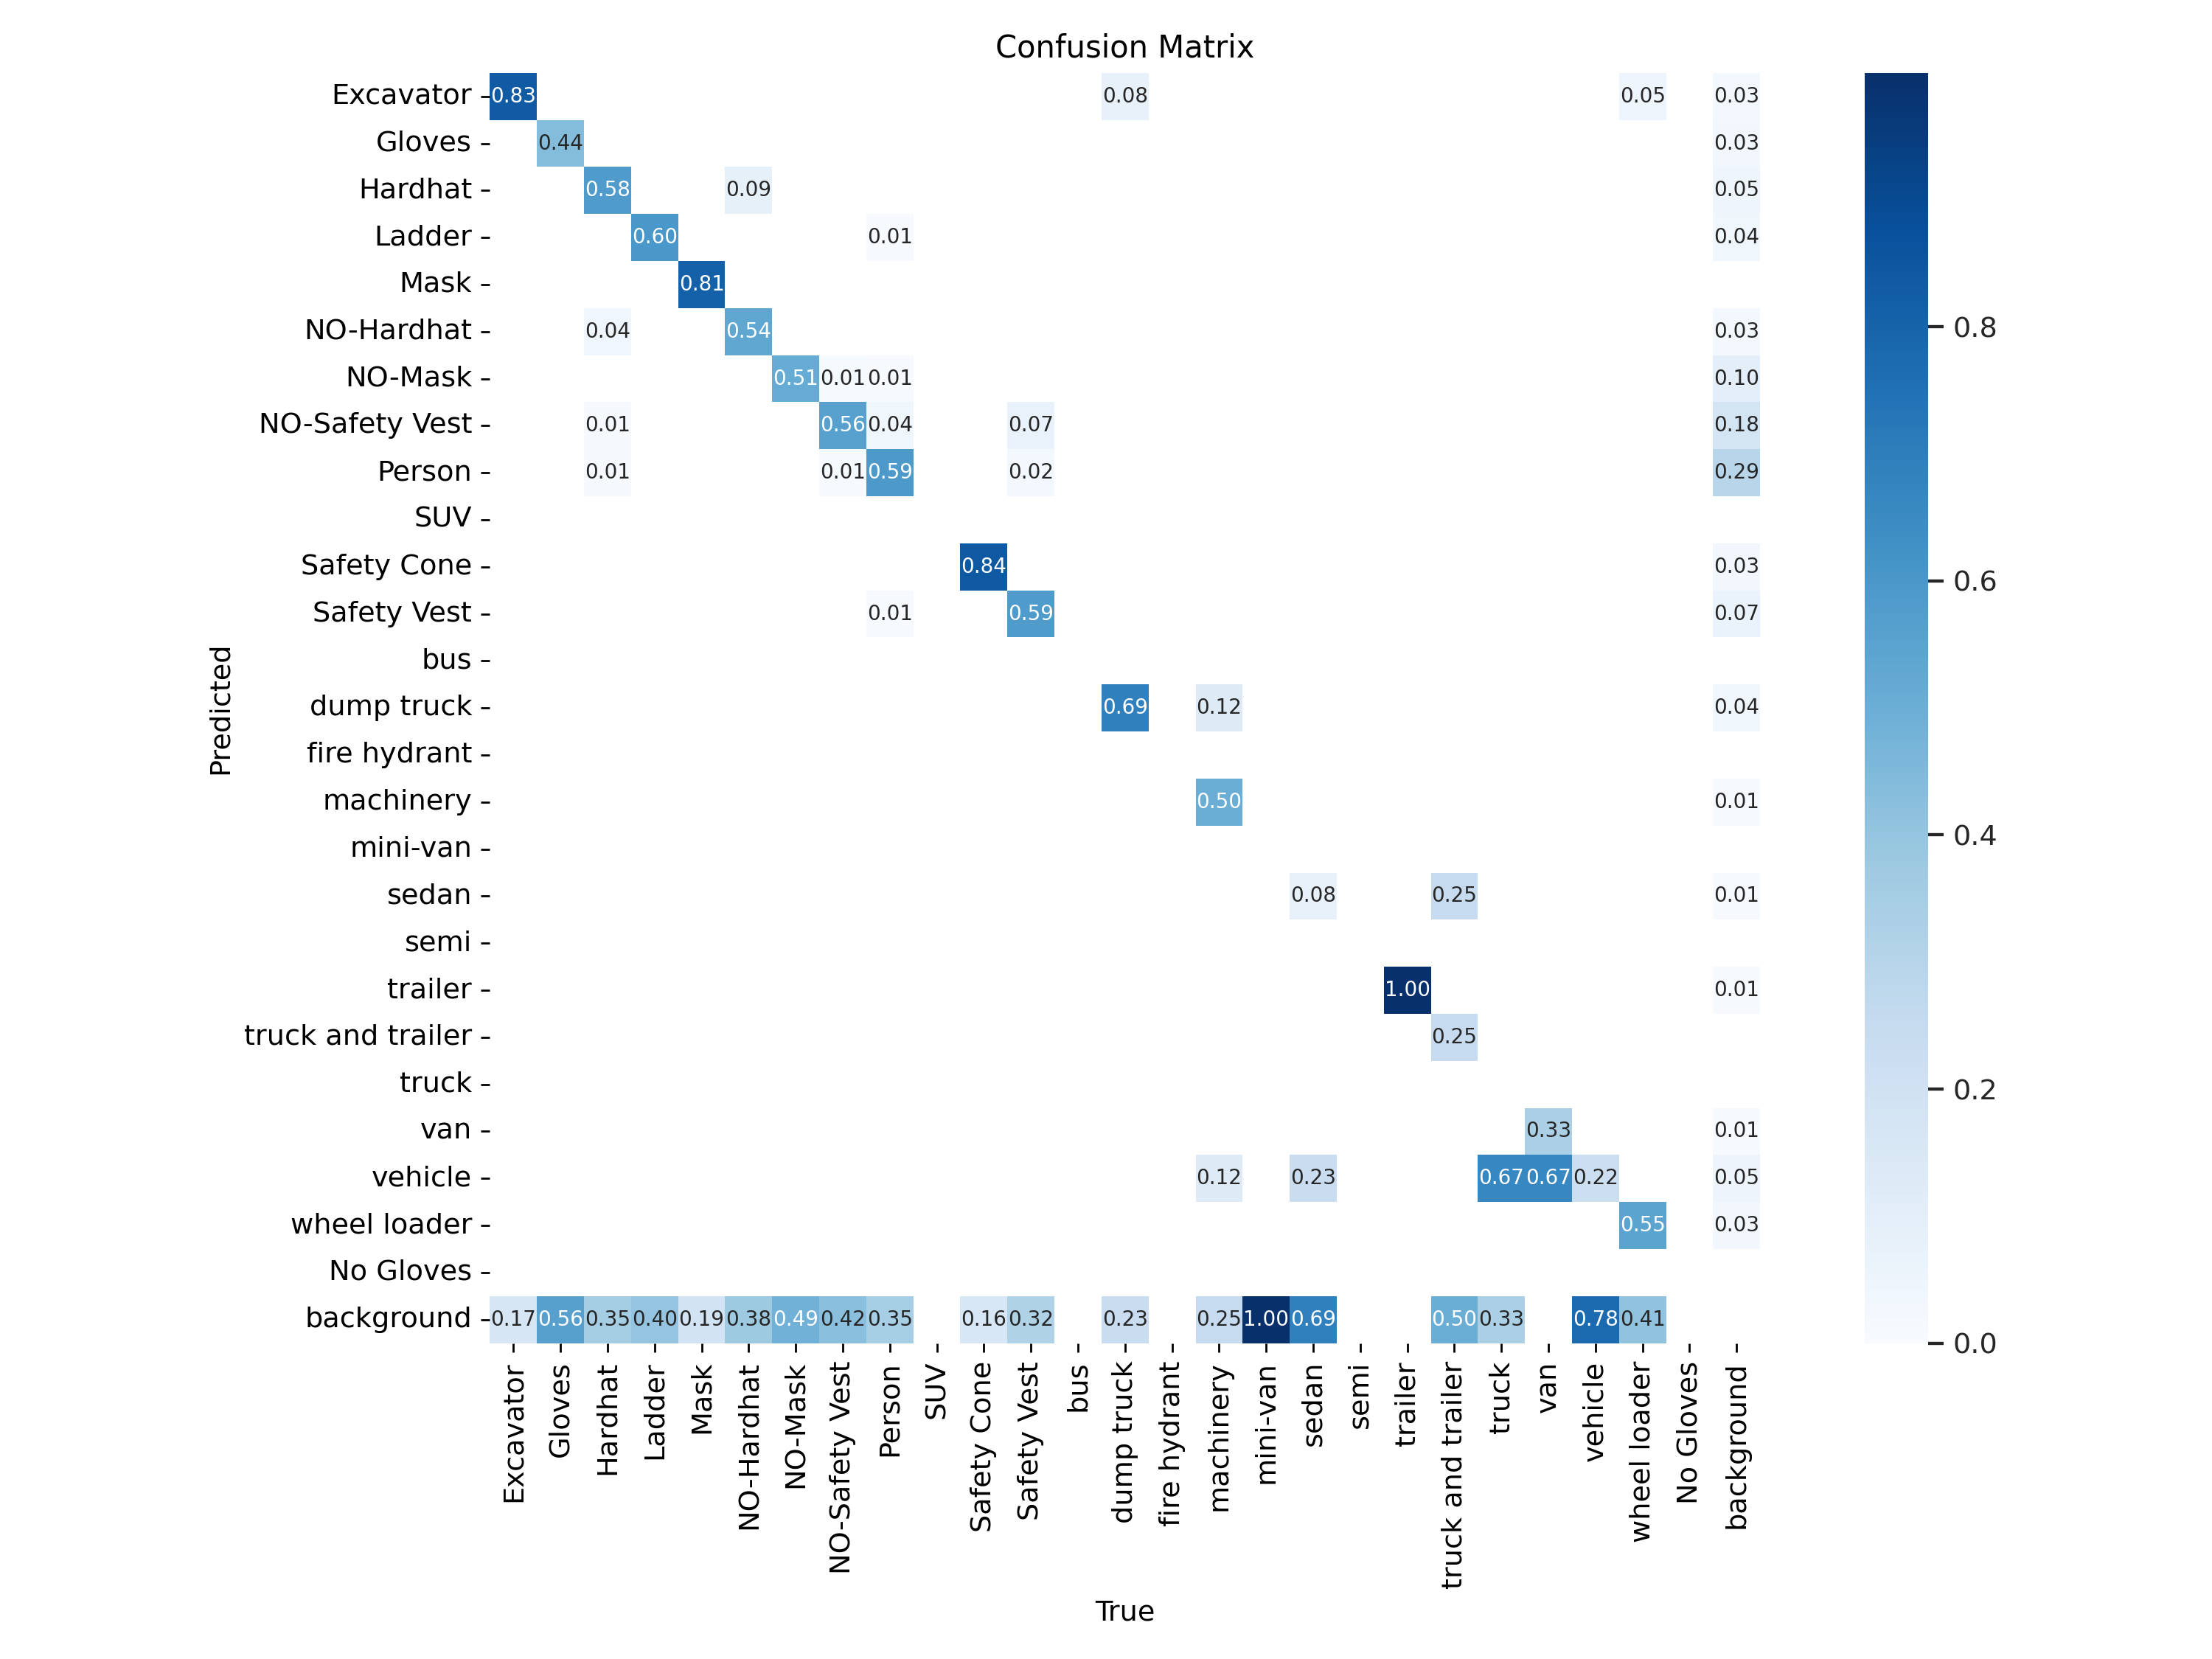 Confusion Matrix
Excavator 0.83 0.08 0.05 0.03
Gloves 0.44 0.03
Hardhat 0.58 0.09 0.05
Ladder 0.60 0.01 0.04
Mask 0.81
NO-Hardhat 0.04 0.54 0.03
NO-Mask 0.51 0.01 0.01 0.10
NO-Safety Vest 0.01 0.56 0.04 0.07 0.18
Person 0.01 0.01 0.59 0.02 0.29
SUV
Safety Cone 0.84 0.03
Safety Vest 0.01 0.59 0.07
bus
dump truck 0.69 0.12 0.04
fire hydrant
machinery 0.50 0.01
mini-van
sedan 0.08 0.25 0.01
semi
trailer 1.00 0.01
truck and trailer 0.25
truck
van 0.33 0.01
vehicle 0.12 0.23 0.67 0.67 0.22 0.05
wheel loader 0.55 0.03
No Gloves
background 0.17 0.56 0.35 0.40 0.19 0.38 0.49 0.42 0.35 0.16 0.32 0.23 0.25 1.00 0.69 0.50 0.33 0.78 0.41
Predicted
Excavator
Gloves
Hardhat
Ladder
Mask
NO-Hardhat
NO-Mask
NO-Safety Vest
Person
SUV
Safety Cone
Safety Vest
bus
dump truck
fire hydrant
machinery
mini-van
sedan
semi
trailer
truck and trailer
truck
van
vehicle
wheel loader
No Gloves
background
True
0.8
0.6
0.4
0.2
0.0